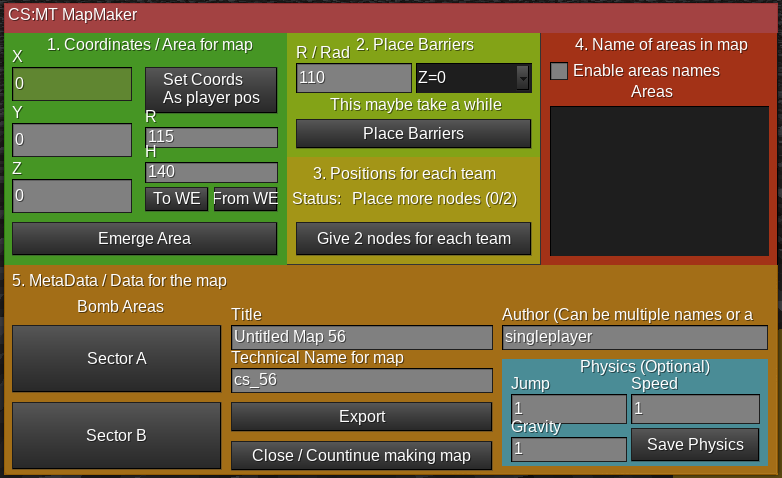 CS:MT MapMaker
1. Coordinates / Area for map
X
0
Set Coords
As player pos
Y
0
R
115
H
140
Z
0
To WE
From WE
Emerge Area
2. Place Barriers
R / Rad
110
Z=0
This maybe take a while
Place Barriers
3. Positions for each team
Status: Place more nodes (0/2)
Give 2 nodes for each team
4. Name of areas in map
Enable areas names
Areas
5. MetaData / Data for the map
Bomb Areas
Sector A
Sector B
Title
Untitled Map 56
Technical Name for map
cs_56
Export
Close / Countinue making map
Author (Can be multiple names or a
singleplayer
Physics (Optional)
Jump
1
Speed
1
Gravity
1
Save Physics